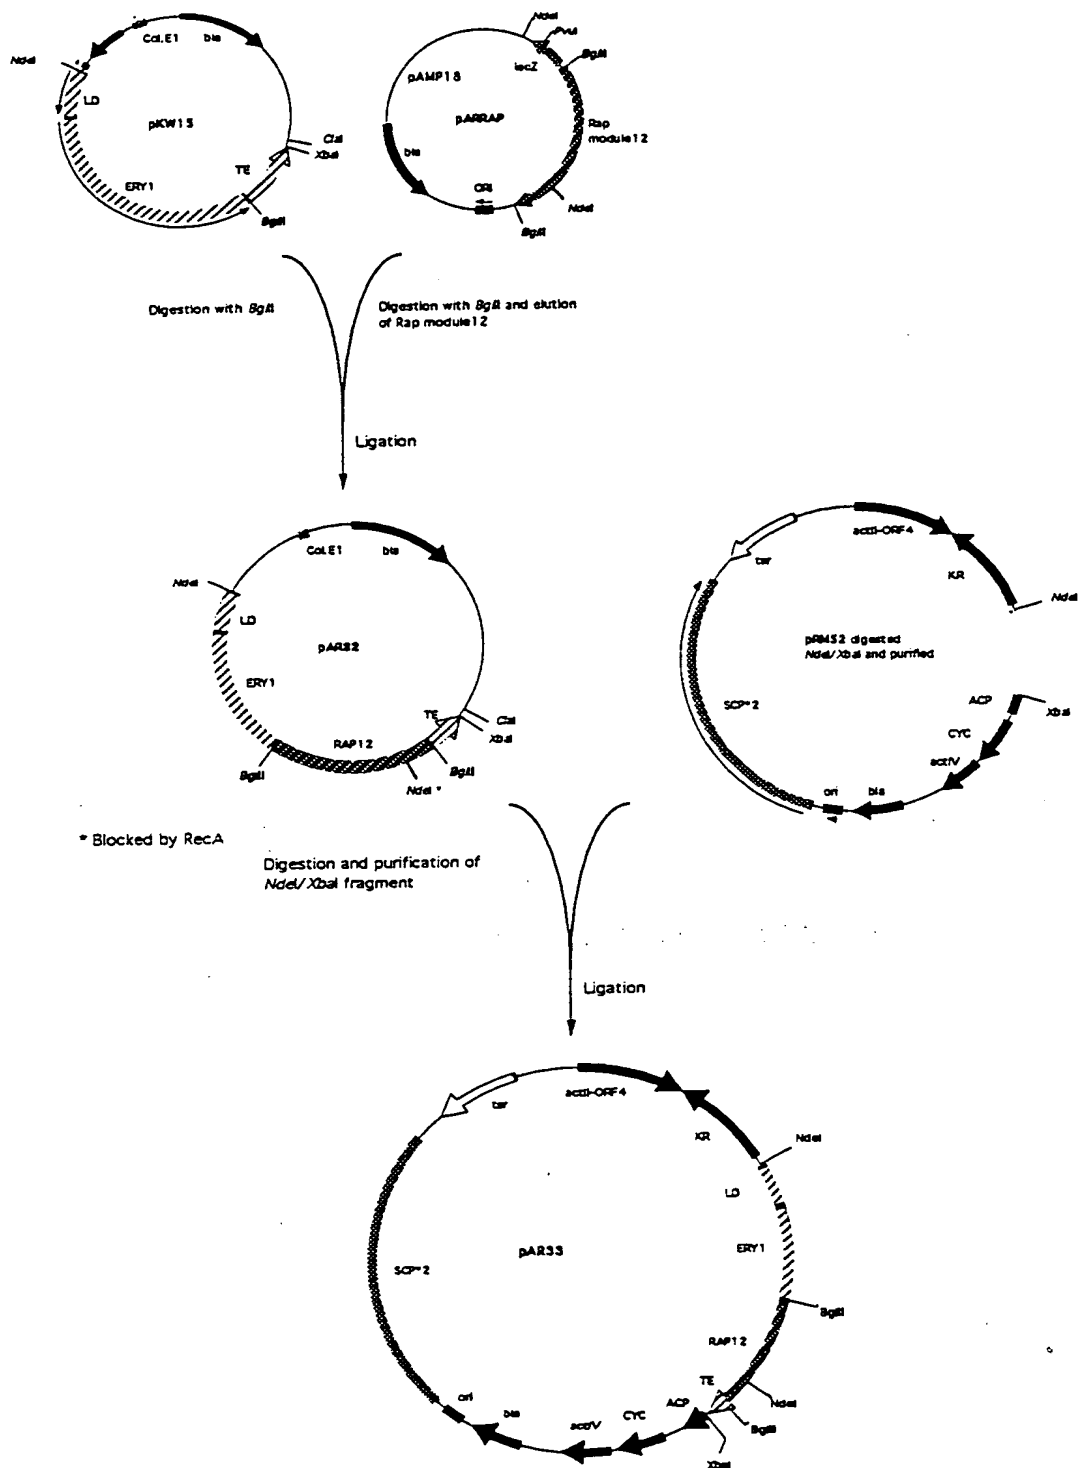 NdeI
Col.E1
bla
LD
pKW15
ClaI
XbaI
TE
ERY1
BglII
NdeI
PvuI
BglII
lacZ
pARRAP
Rap
module12
bla
ORI
NdeI
BglII
Digestion with BglII
Digestion with BglII and elution
of Rap module12
Ligation
Col.E1
bla
NdeI
LD
pAR32
ERY1
TE
ClaI
XbaI
RAP12
BglII
BglII
NdeI *
actII-ORF4
tsr
KR
NdeI
pRMS2 digested
NdeI/XbaI and purified
SCP*2
ACP
XbaI
CYC
actIV
ori
bla
* Blocked by RecA
Digestion and purification of
NdeI/XbaI fragment
Ligation
actII-ORF4
tsr
KR
NdeI
LD
pAR33
ERY1
SCP*2
BglII
RAP12
TE
NdeI
ACP
BglII
ori
bla
actIV
CYC
XbaI